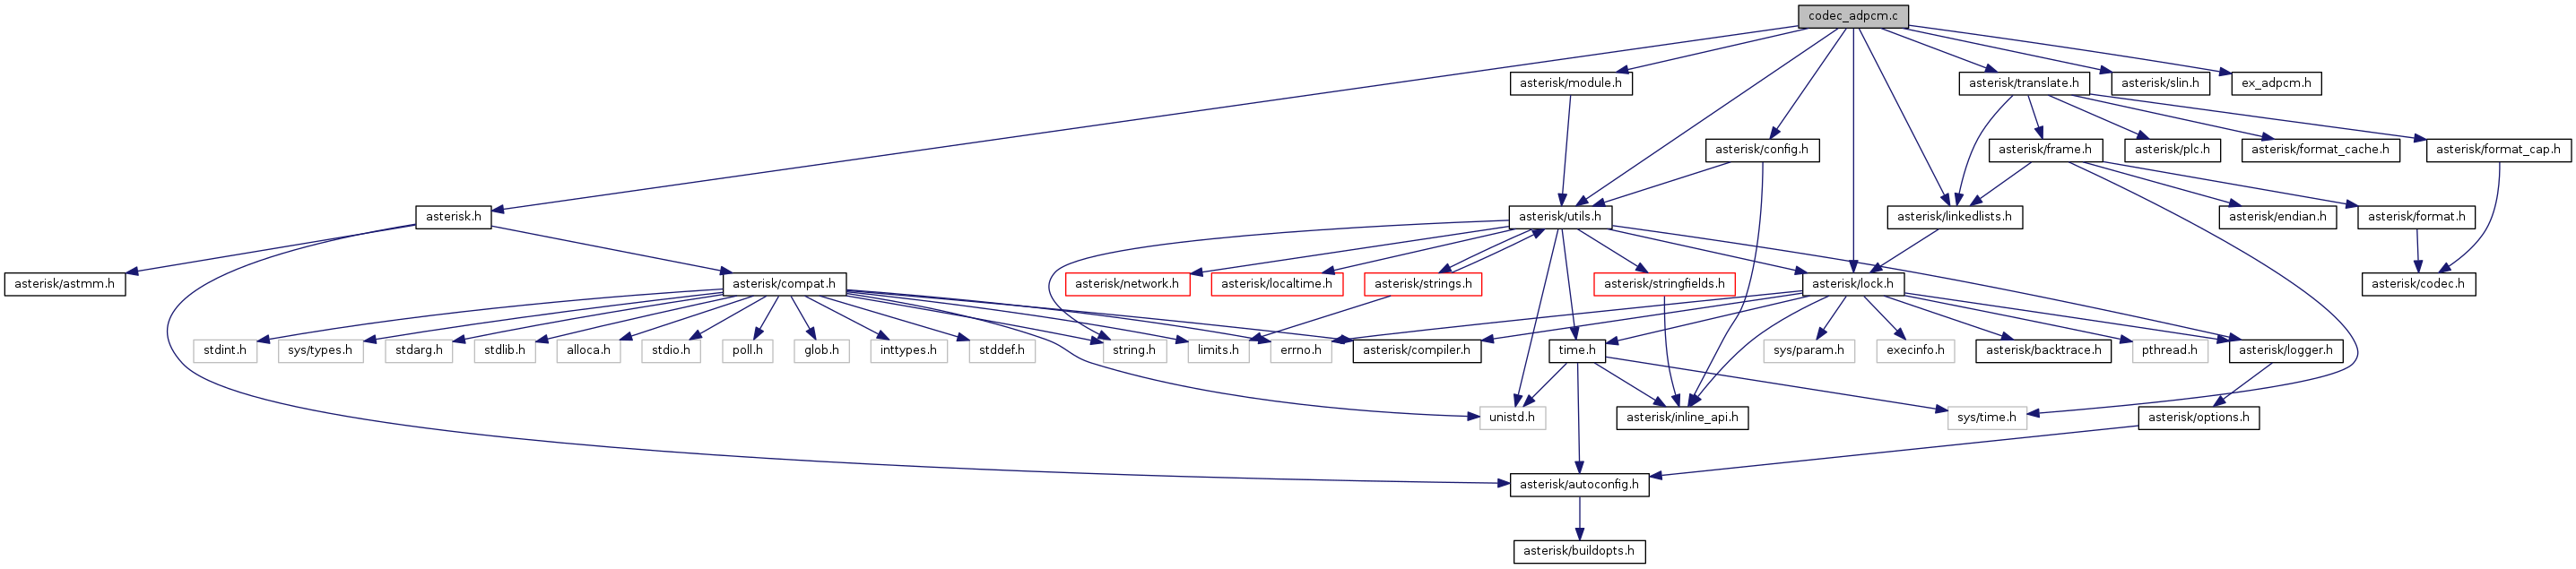 codec_adpcm.c
asterisk/module.h
asterisk/translate.h
asterisk/slin.h
ex_adpcm.h
asterisk/config.h
asterisk/frame.h
asterisk/plc.h
asterisk/format_cache.h
asterisk/format_cap.h
asterisk.h
asterisk/utils.h
asterisk/linkedlists.h
asterisk/endian.h
asterisk/format.h
asterisk/astmm.h
asterisk/compat.h
asterisk/network.h
asterisk/localtime.h
asterisk/strings.h
asterisk/stringfields.h
asterisk/lock.h
asterisk/codec.h
stdint.h
sys/types.h
stdarg.h
stdlib.h
alloca.h
stdio.h
poll.h
glob.h
inttypes.h
stddef.h
string.h
limits.h
errno.h
asterisk/compiler.h
time.h
sys/param.h
execinfo.h
asterisk/backtrace.h
pthread.h
asterisk/logger.h
unistd.h
asterisk/inline_api.h
sys/time.h
asterisk/options.h
asterisk/autoconfig.h
asterisk/buildopts.h